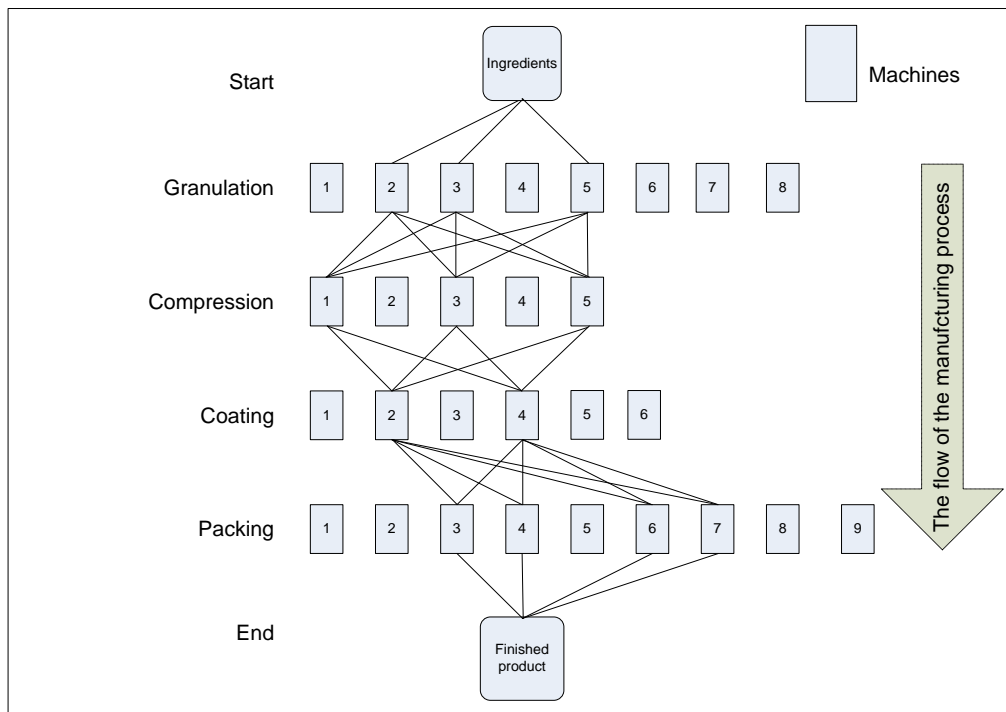 Ingredients
Machines
Start
Granulation
1 2 3 4 5 6 7 8
Compression
1 2 3 4 5
Coating
1 2 3 4 5 6
Packing
1 2 3 4 5 6 7 8 9
End
Finished
product
The flow of the manufcturing process